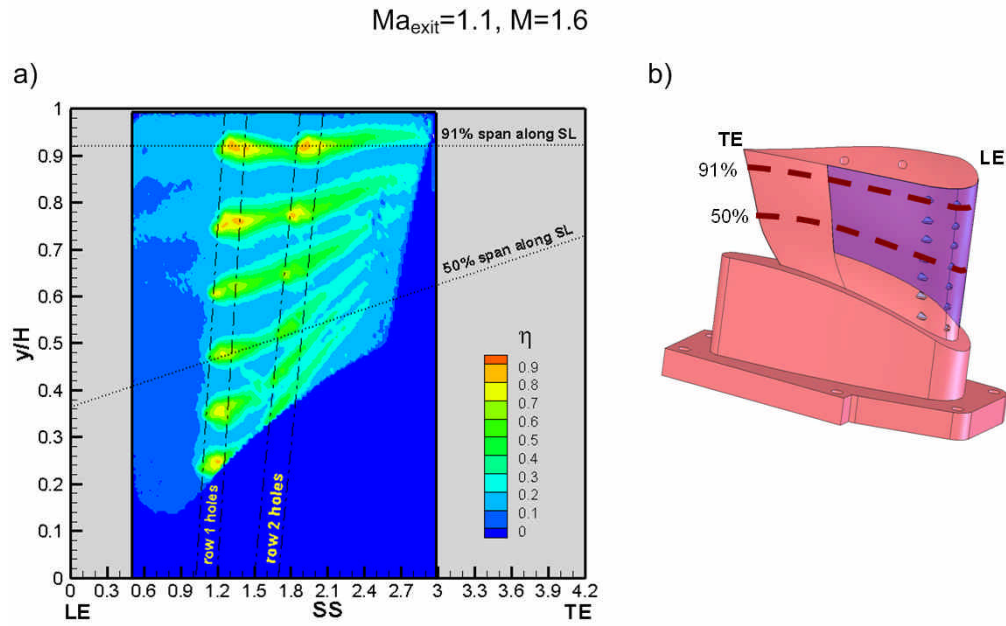 Ma_exit=1.1, M=1.6
a)
b)
1
0.9
0.8
0.7
0.6
0.5
0.4
0.3
0.2
0.1
0
y/H
91% span along SL
50% span along SL
η
0.9
0.8
0.7
0.6
0.5
0.4
0.3
0.2
0.1
0
row 1 holes
row 2 holes
0 0.3 0.6 0.9 1.2 1.5 1.8 2.1 2.4 2.7 3 3.3 3.6 3.9 4.2
LE SS TE
TE
LE
91%
50%